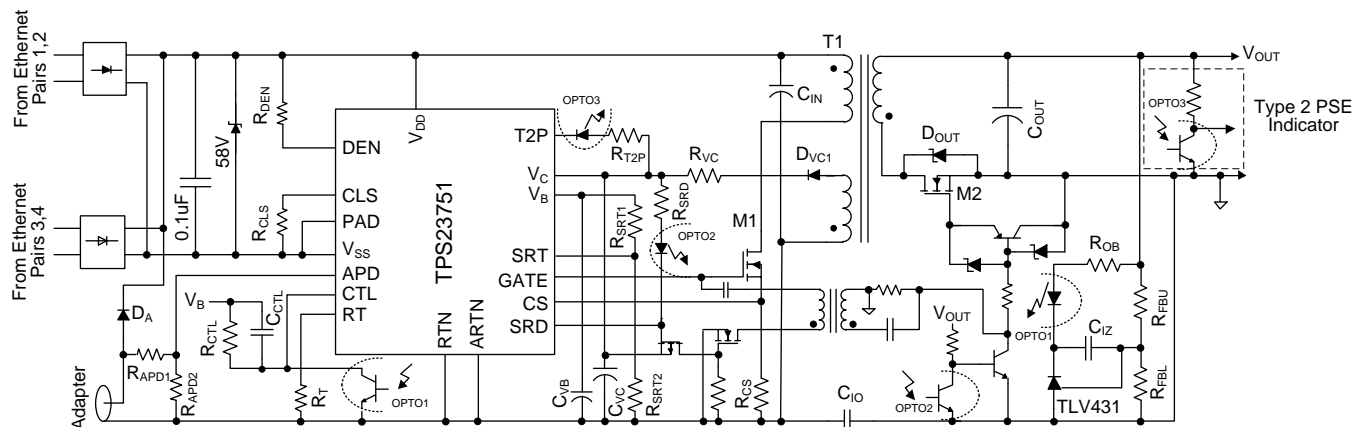 From Ethernet
Pairs 1,2
From Ethernet
Pairs 3,4
Adapter
0.1uF
58V
RDEN
RCLS
DA
RAPD1
RAPD2
VB
RCTL
CCTL
RT
OPTO1
TPS23751
VDD
DEN
CLS
PAD
VSS
APD
CTL
RT
RTN
ARTN
T2P
VC
VB
SRT
GATE
CS
SRD
OPTO3
RT2P
RVC
DVC1
RSRT1
RSRD
OPTO2
M1
CVB
CVC
RSRT2
RCS
CIO
CIN
T1
COUT
DOUT
M2
VOUT
OPTO3
Type 2 PSE
Indicator
VOUT
OPTO2
OPTO1
ROB
CIZ
RFBU
RFBL
TLV431